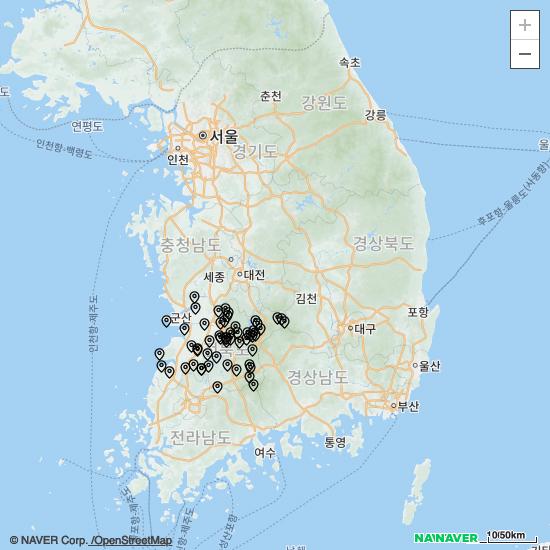 +
−
속초
춘천
강원도
강릉
도
연평도
서울
인천
경기도
인천항-백령도
울
후포항-울릉도(사동항)
충청남도
경상북도
세종
대전
김천
포항
군산
대구
인천항-제주도
울산
경상남도
부산
전라남도
여수
통영
인천항-제주도
© NAVER Corp. /OpenStreetMap
NAVER
10/50km